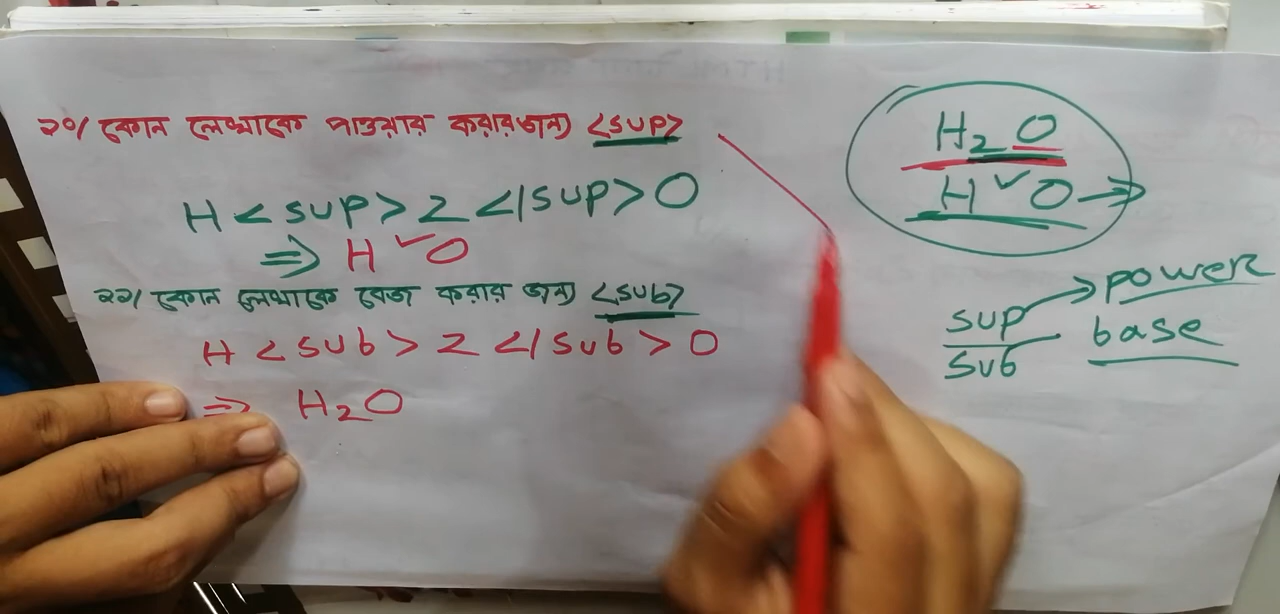 ২০/ কোন লেখাকে পাওয়ার করার জন্য <sup>
H <sup> 2 </sup> O
⇒ H²O
২১/ কোন লেখাকে বেজ করার জন্য <sub>
H <sub> 2 </sub> O
⇒ H₂O
H₂O
H²O →
sup → power
sub base